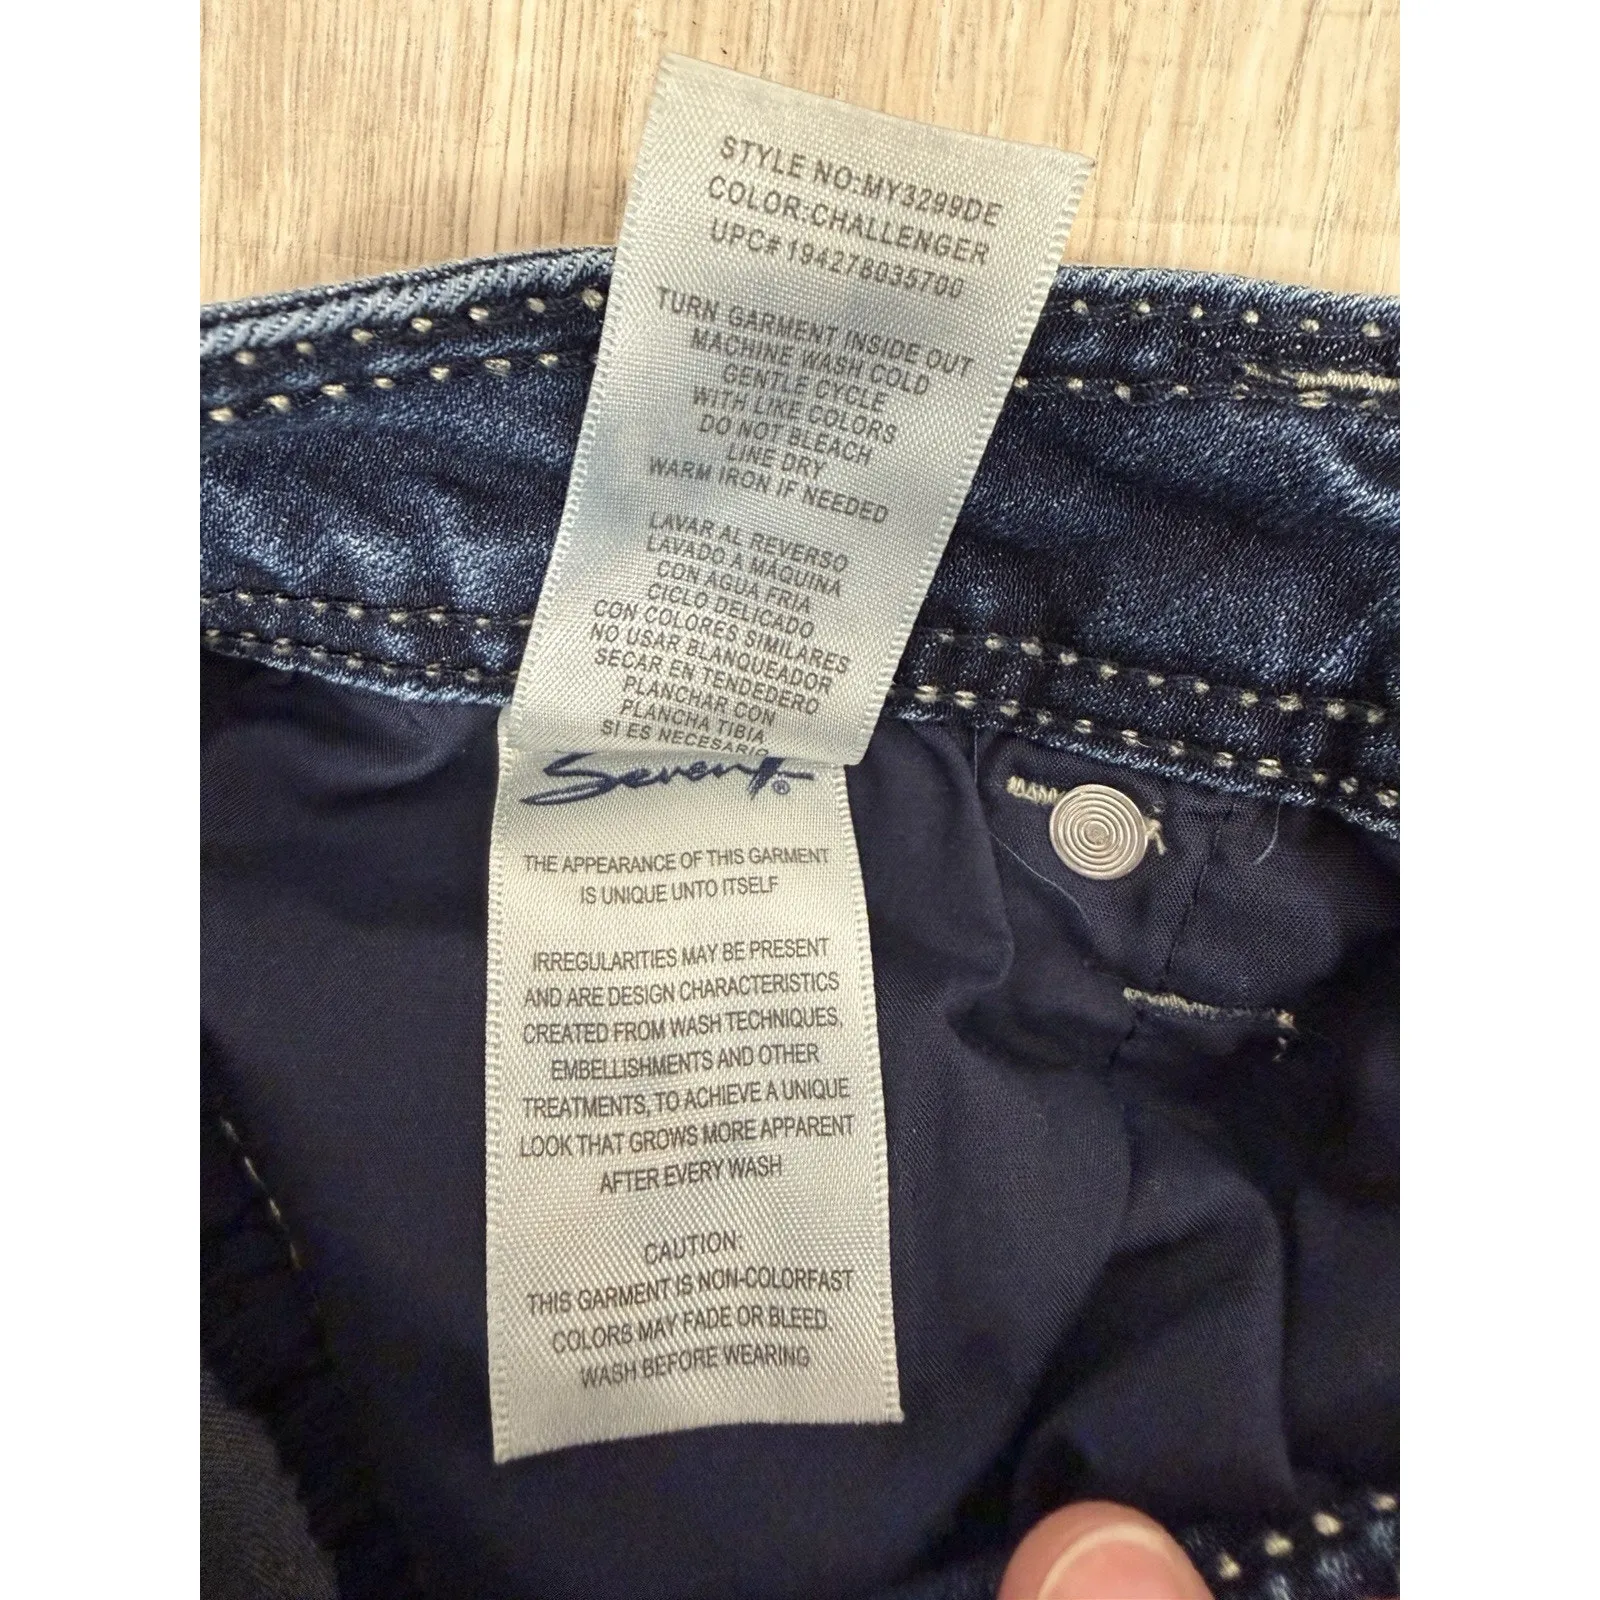 STYLE NO:MY3299DE
COLOR:CHALLENGER
UPC#194278035700
TURN GARMENT INSIDE OUT
MACHINE WASH COLD
GENTLE CYCLE
WITH LIKE COLORS
DO NOT BLEACH
LINE DRY
WARM IRON IF NEEDED
LAVAR AL REVERSO
LAVADO A MÁQUINA
CON AGUA FRIA
CICLO DELICADO
CON COLORES SIMILARES
NO USAR BLANQUEADOR
SECAR EN TENDEDERO
PLANCHAR CON
PLANCHA TIBIA
SI ES NECESARIO
Seven7®
THE APPEARANCE OF THIS GARMENT
IS UNIQUE UNTO ITSELF
IRREGULARITIES MAY BE PRESENT
AND ARE DESIGN CHARACTERISTICS
CREATED FROM WASH TECHNIQUES,
EMBELLISHMENTS AND OTHER
TREATMENTS, TO ACHIEVE A UNIQUE
LOOK THAT GROWS MORE APPARENT
AFTER EVERY WASH
CAUTION:
THIS GARMENT IS NON-COLORFAST
COLORS MAY FADE OR BLEED.
WASH BEFORE WEARING